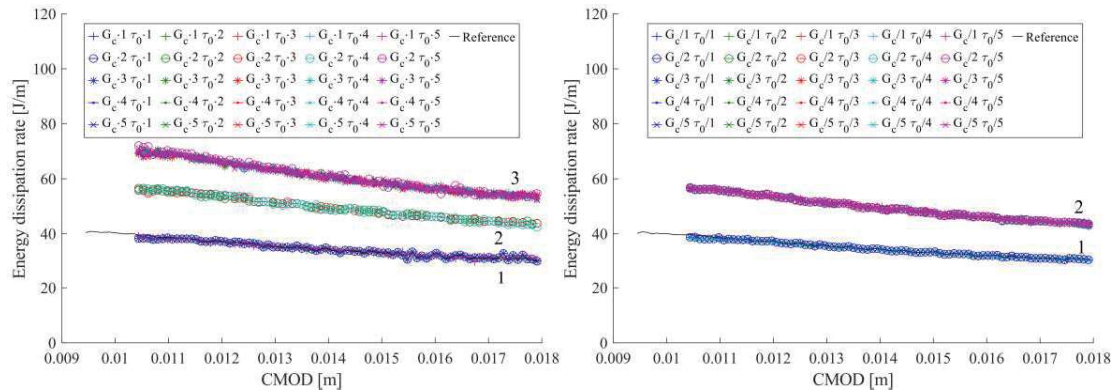 120
100
80
60
40
20
0
Energy dissipation rate [J/m]
G_c·1 τ_0·1 G_c·1 τ_0·2 G_c·1 τ_0·3 G_c·1 τ_0·4 G_c·1 τ_0·5 Reference
G_c·2 τ_0·1 G_c·2 τ_0·2 G_c·2 τ_0·3 G_c·2 τ_0·4 G_c·2 τ_0·5
G_c·3 τ_0·1 G_c·3 τ_0·2 G_c·3 τ_0·3 G_c·3 τ_0·4 G_c·3 τ_0·5
G_c·4 τ_0·1 G_c·4 τ_0·2 G_c·4 τ_0·3 G_c·4 τ_0·4 G_c·4 τ_0·5
G_c·5 τ_0·1 G_c·5 τ_0·2 G_c·5 τ_0·3 G_c·5 τ_0·4 G_c·5 τ_0·5
3
2
1
0.009 0.01 0.011 0.012 0.013 0.014 0.015 0.016 0.017 0.018
CMOD [m]
120
100
80
60
40
20
0
Energy dissipation rate [J/m]
G_c/1 τ_0/1 G_c/1 τ_0/2 G_c/1 τ_0/3 G_c/1 τ_0/4 G_c/1 τ_0/5 Reference
G_c/2 τ_0/1 G_c/2 τ_0/2 G_c/2 τ_0/3 G_c/2 τ_0/4 G_c/2 τ_0/5
G_c/3 τ_0/1 G_c/3 τ_0/2 G_c/3 τ_0/3 G_c/3 τ_0/4 G_c/3 τ_0/5
G_c/4 τ_0/1 G_c/4 τ_0/2 G_c/4 τ_0/3 G_c/4 τ_0/4 G_c/4 τ_0/5
G_c/5 τ_0/1 G_c/5 τ_0/2 G_c/5 τ_0/3 G_c/5 τ_0/4 G_c/5 τ_0/5
2
1
0.009 0.01 0.011 0.012 0.013 0.014 0.015 0.016 0.017 0.018
CMOD [m]